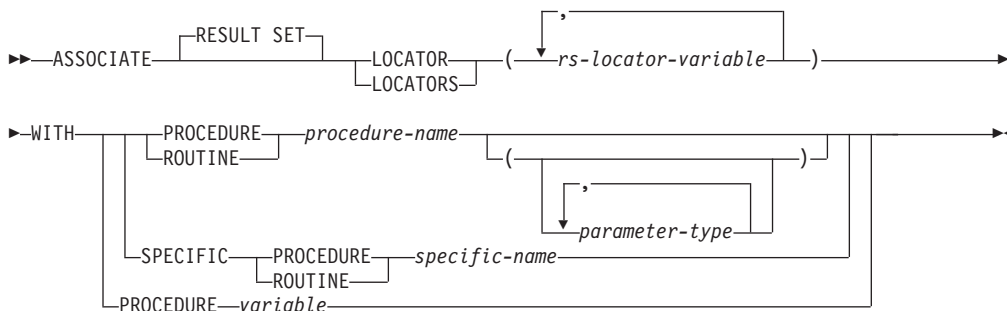 RESULT SET
,
ASSOCIATE LOCATOR ( rs-locator-variable )
LOCATORS
WITH PROCEDURE procedure-name
ROUTINE ( )
,
parameter-type
SPECIFIC PROCEDURE specific-name
ROUTINE
PROCEDURE variable